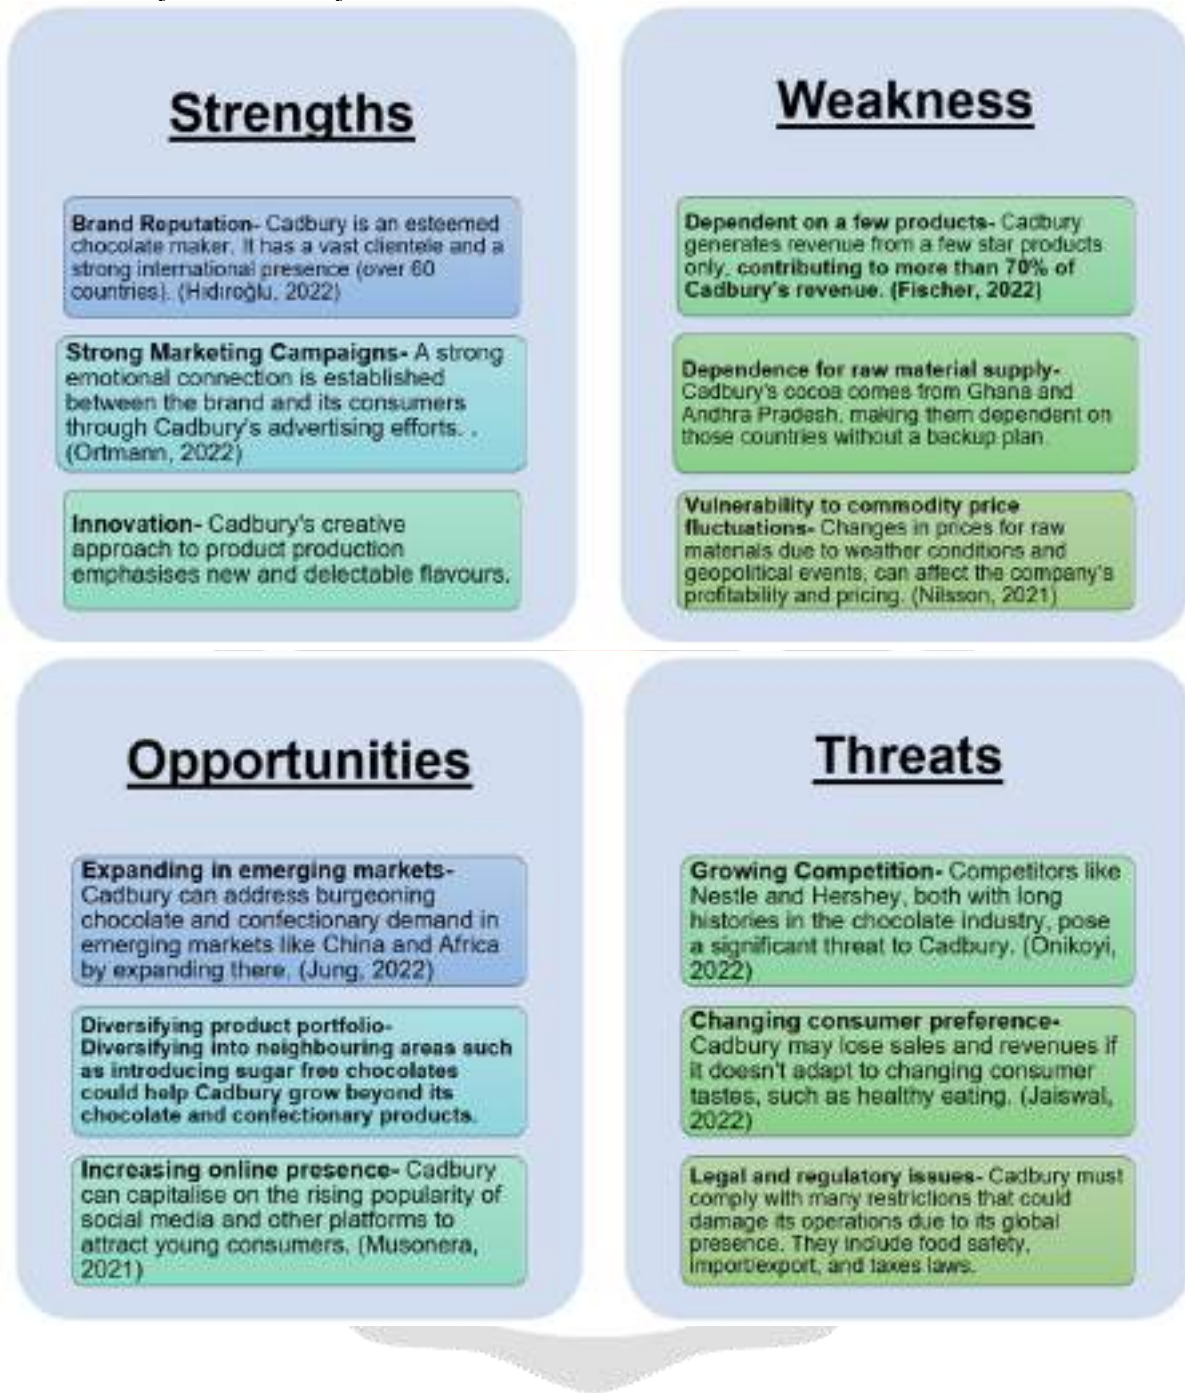 Strengths
Brand Reputation- Cadbury is an esteemed
chocolate maker. It has a vast clientele and a
strong international presence (over 60
countries). (Hıdıroğlu, 2022)
Strong Marketing Campaigns- A strong
emotional connection is established
between the brand and its consumers
through Cadbury's advertising efforts. .
(Ortmann, 2022)
Innovation- Cadbury's creative
approach to product production
emphasises new and delectable flavours.
Weakness
Dependent on a few products- Cadbury
generates revenue from a few star products
only, contributing to more than 70% of
Cadbury's revenue. (Fischer, 2022)
Dependence for raw material supply-
Cadbury's cocoa comes from Ghana and
Andhra Pradesh, making them dependent on
those countries without a backup plan.
Vulnerability to commodity price
fluctuations- Changes in prices for raw
materials due to weather conditions and
geopolitical events, can affect the company's
profitability and pricing. (Nilsson, 2021)
Opportunities
Expanding in emerging markets-
Cadbury can address burgeoning
chocolate and confectionary demand in
emerging markets like China and Africa
by expanding there. (Jung, 2022)
Diversifying product portfolio-
Diversifying into neighbouring areas such
as introducing sugar free chocolates
could help Cadbury grow beyond its
chocolate and confectionary products.
Increasing online presence- Cadbury
can capitalise on the rising popularity of
social media and other platforms to
attract young consumers. (Musonera,
2021)
Threats
Growing Competition- Competitors like
Nestle and Hershey, both with long
histories in the chocolate industry, pose
a significant threat to Cadbury. (Onikoyi,
2022)
Changing consumer preference-
Cadbury may lose sales and revenues if
it doesn't adapt to changing consumer
tastes, such as healthy eating. (Jaiswal,
2022)
Legal and regulatory issues- Cadbury must
comply with many restrictions that could
damage its operations due to its global
presence. They include food safety,
import/export, and taxes laws.